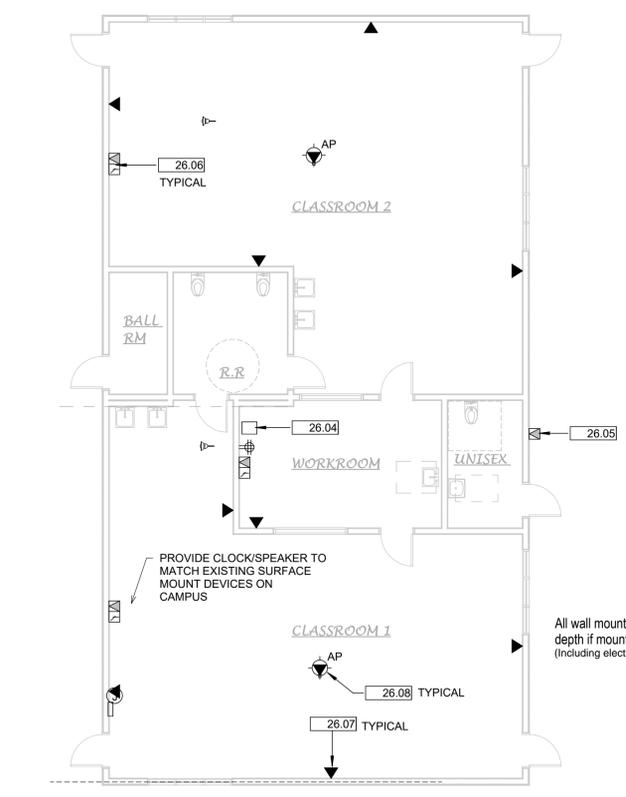 AP
26.06
TYPICAL
CLASSROOM 2
BALL
RM
R.R
26.04
26.05
WORKROOM
UNISEX
PROVIDE CLOCK/SPEAKER TO
MATCH EXISTING SURFACE
MOUNT DEVICES ON
CAMPUS
All wall mount
depth if moun
(Including elect
CLASSROOM 1
AP
26.08 TYPICAL
26.07 TYPICAL